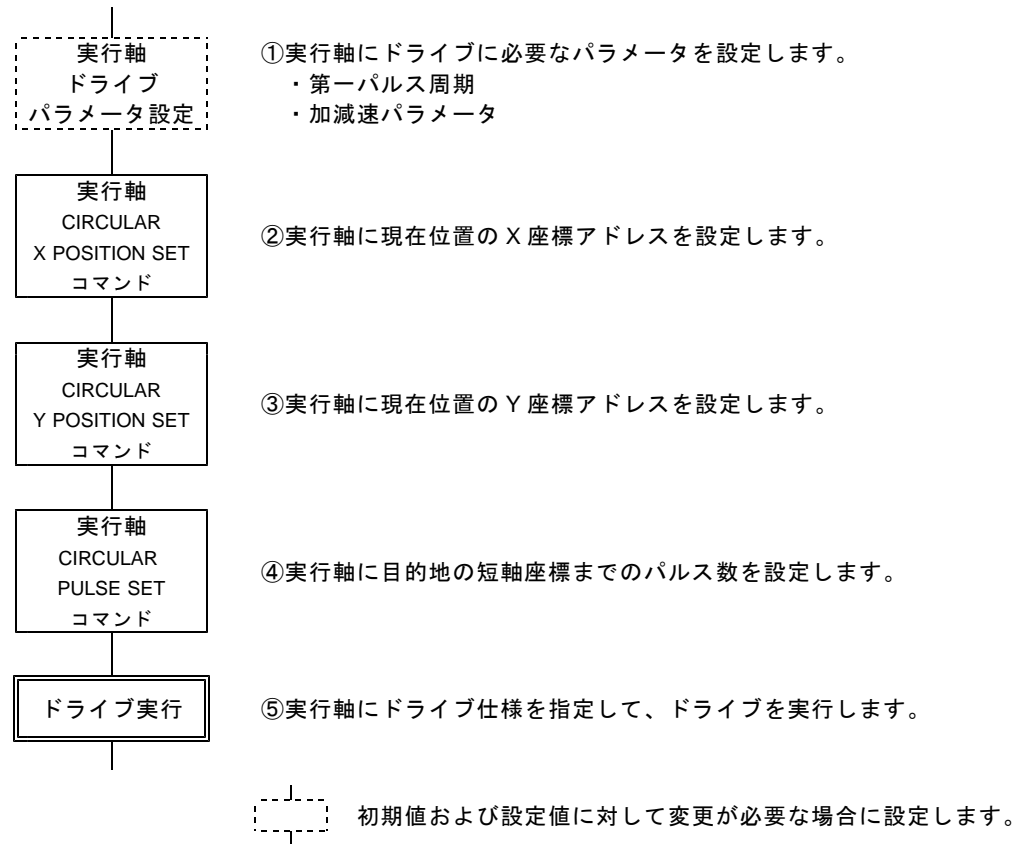 実行軸
ドライブ
パラメータ設定
①実行軸にドライブに必要なパラメータを設定します。
・第一パルス周期
・加減速パラメータ
実行軸
CIRCULAR
X POSITION SET
コマンド
②実行軸に現在位置の X 座標アドレスを設定します。
実行軸
CIRCULAR
Y POSITION SET
コマンド
③実行軸に現在位置の Y 座標アドレスを設定します。
実行軸
CIRCULAR
PULSE SET
コマンド
④実行軸に目的地の短軸座標までのパルス数を設定します。
ドライブ実行
⑤実行軸にドライブ仕様を指定して、ドライブを実行します。
初期値および設定値に対して変更が必要な場合に設定します。